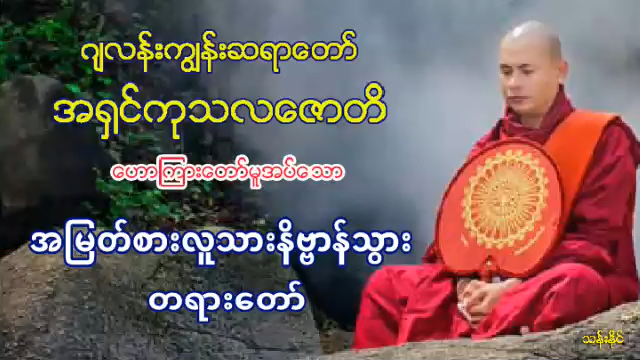 ဂျလန်းကျွန်းဆရာတော်
အရှင်ကုသလဇောတိ
ဟောကြားတော်မူအပ်သော
အမြတ်စားလူသားနိဗ္ဗာန်သွား
တရားတော်
သန်းနိုင်